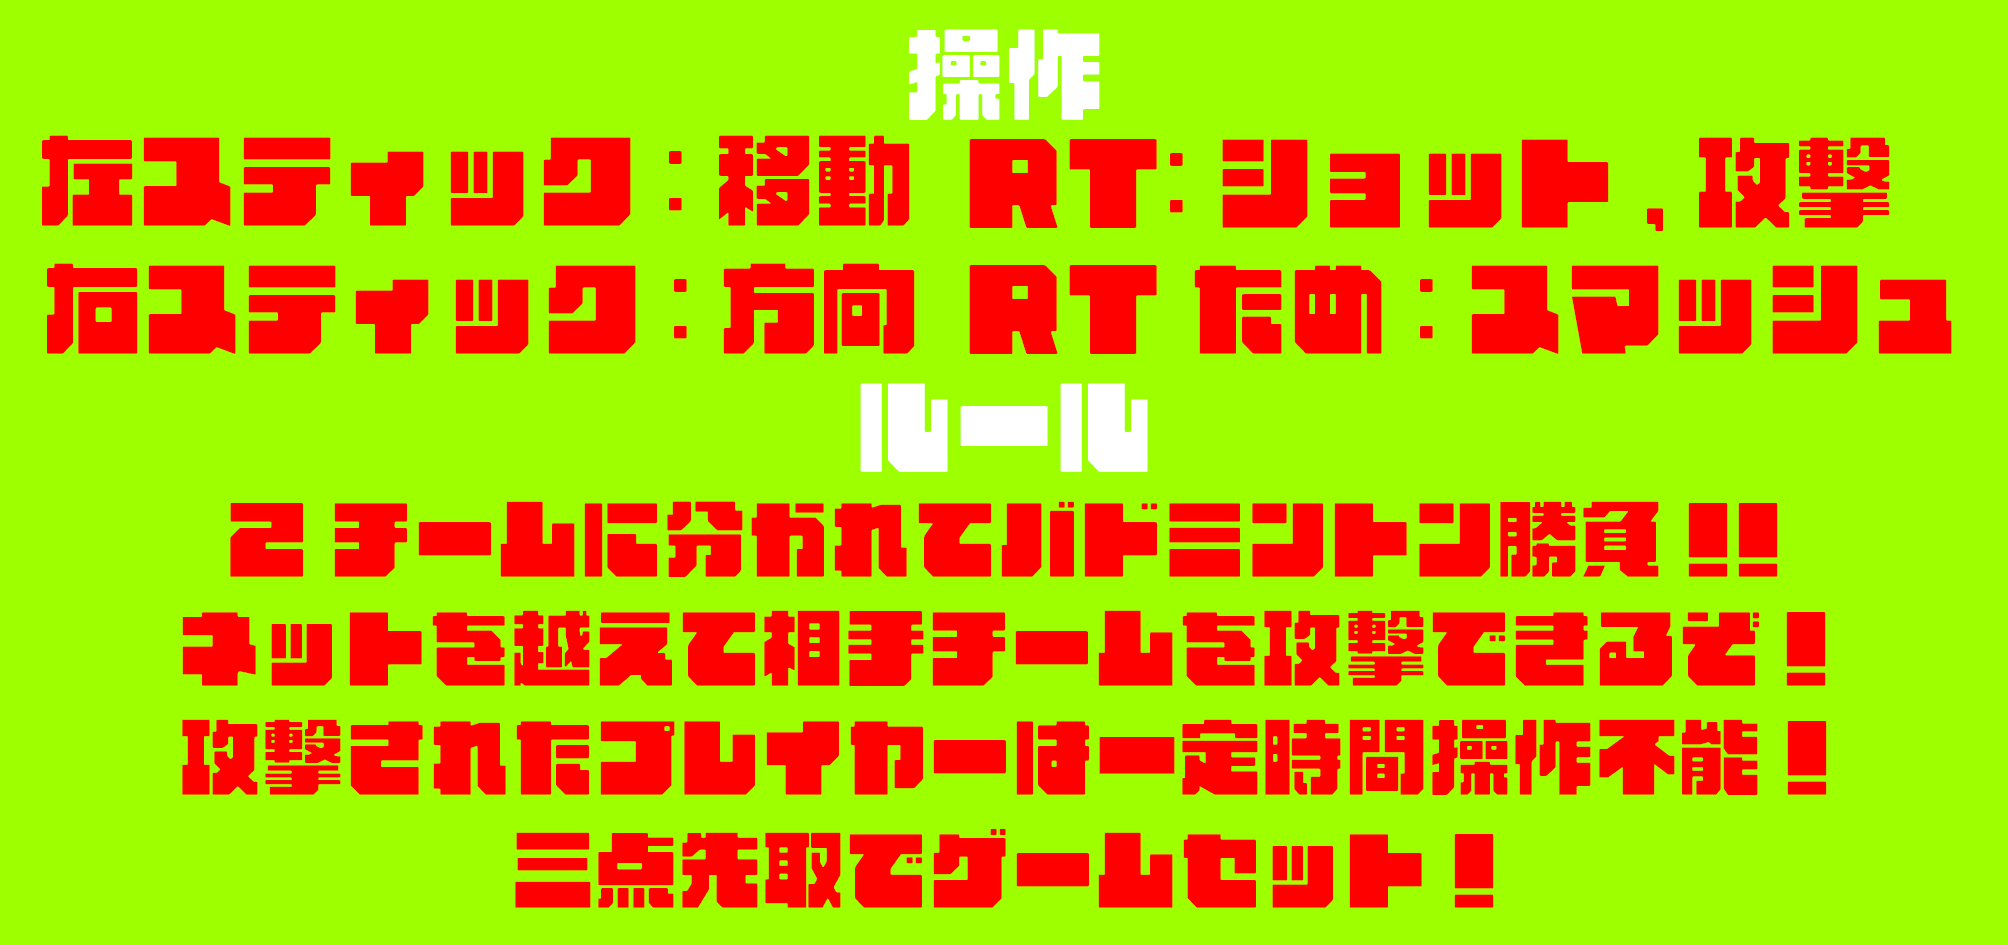 操作
左スティック：移動　RT：ショット，攻撃
右スティック：方向　RT ため：スマッシュ
ルール
２チームに分かれてバドミントン勝負！！
ネットを越えて相手チームを攻撃できるぞ！
攻撃されたプレイヤーは一定時間操作不能！
三点先取でゲームセット！